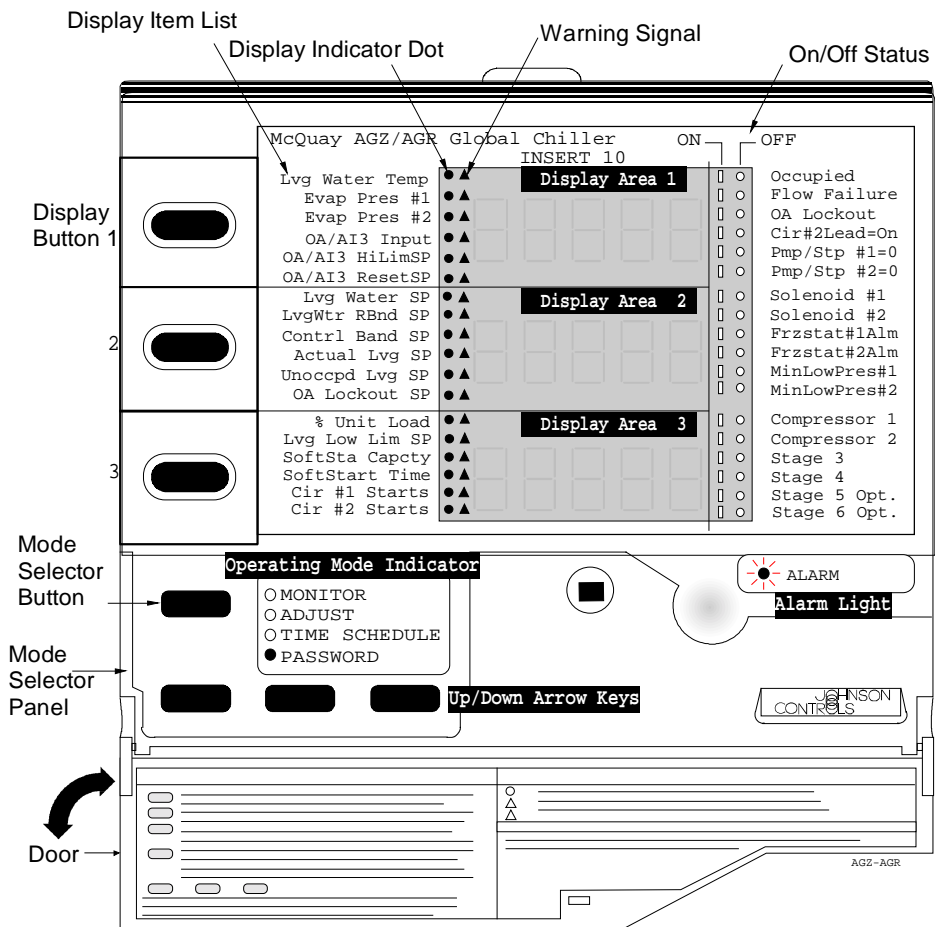 Display Item List
Display Indicator Dot
Warning Signal
On/Off Status
McQuay AGZ/AGR Global Chiller
INSERT 10
ON
OFF
Display
Button 1
Lvg Water Temp
Evap Pres #1
Evap Pres #2
OA/AI3 Input
OA/AI3 HiLimSP
OA/AI3 ResetSP
Display Area 1
Occupied
Flow Failure
OA Lockout
Cir#2Lead=On
Pmp/Stp #1=0
Pmp/Stp #2=0
2
Lvg Water SP
LvgWtr RBnd SP
Contrl Band SP
Actual Lvg SP
Unoccpd Lvg SP
OA Lockout SP
Display Area 2
Solenoid #1
Solenoid #2
Frzstat#1Alm
Frzstat#2Alm
MinLowPres#1
MinLowPres#2
3
% Unit Load
Lvg Low Lim SP
SoftSta Capcty
SoftStart Time
Cir #1 Starts
Cir #2 Starts
Display Area 3
Compressor 1
Compressor 2
Stage 3
Stage 4
Stage 5 Opt.
Stage 6 Opt.
Mode
Selector
Button
Operating Mode Indicator
MONITOR
ADJUST
TIME SCHEDULE
PASSWORD
ALARM
Alarm Light
Mode
Selector
Panel
Up/Down Arrow Keys
JOHNSON
CONTROLS
Door
AGZ-AGR